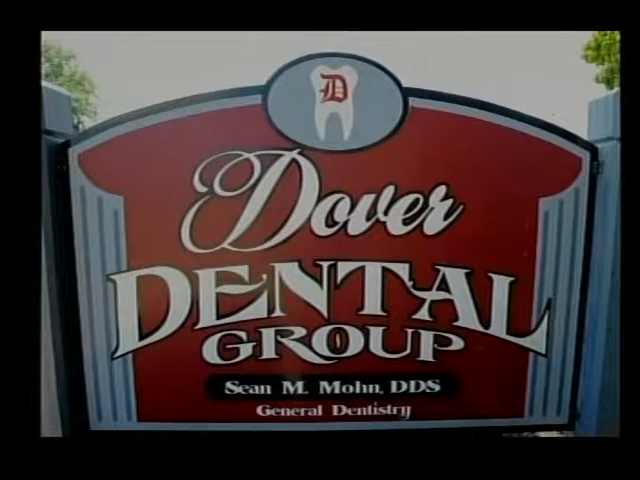 D
Dover
DENTAL
GROUP
Sean M. Mohn, DDS
General Dentistry